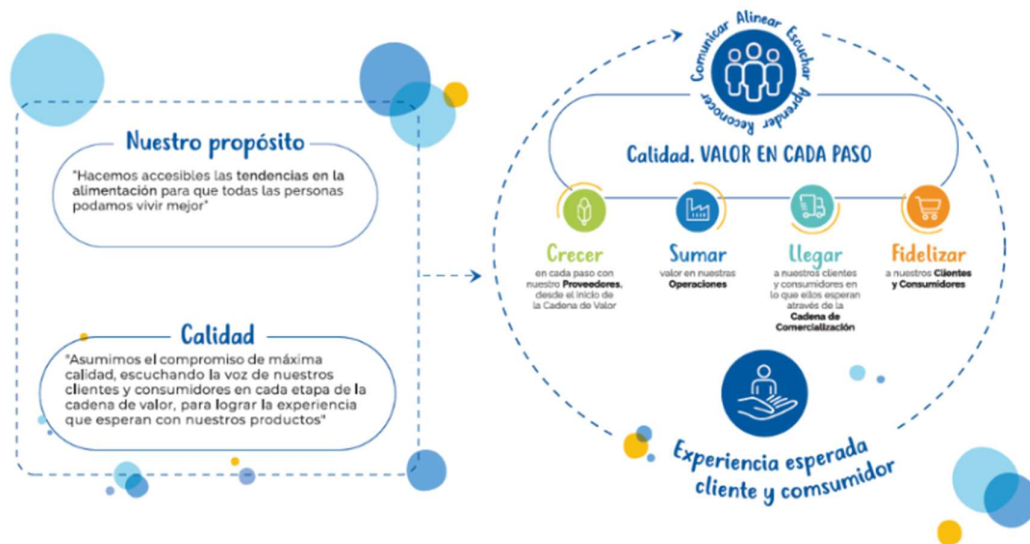 Nuestro propósito
"Hacemos accesibles las tendencias en la
alimentación para que todas las personas
podamos vivir mejor"
Calidad
"Asumimos el compromiso de máxima
calidad, escuchando la voz de nuestros
clientes y consumidores en cada etapa de la
cadena de valor, para lograr la experiencia
que esperan con nuestros productos"
Comunicar Alinear Escuchar
Aprender Reconocer
Calidad. VALOR EN CADA PASO
Crecer
en cada paso con
nuestro Proveedores,
desde el inicio de
la Cadena de Valor
Sumar
valor en nuestras
Operaciones
Llegar
a nuestros clientes
y consumidores en
lo que ellos esperan
através de la
Cadena de
Comercialización
Fidelizar
a nuestros Clientes
y Consumidores
Experiencia esperada
cliente y comsumidor